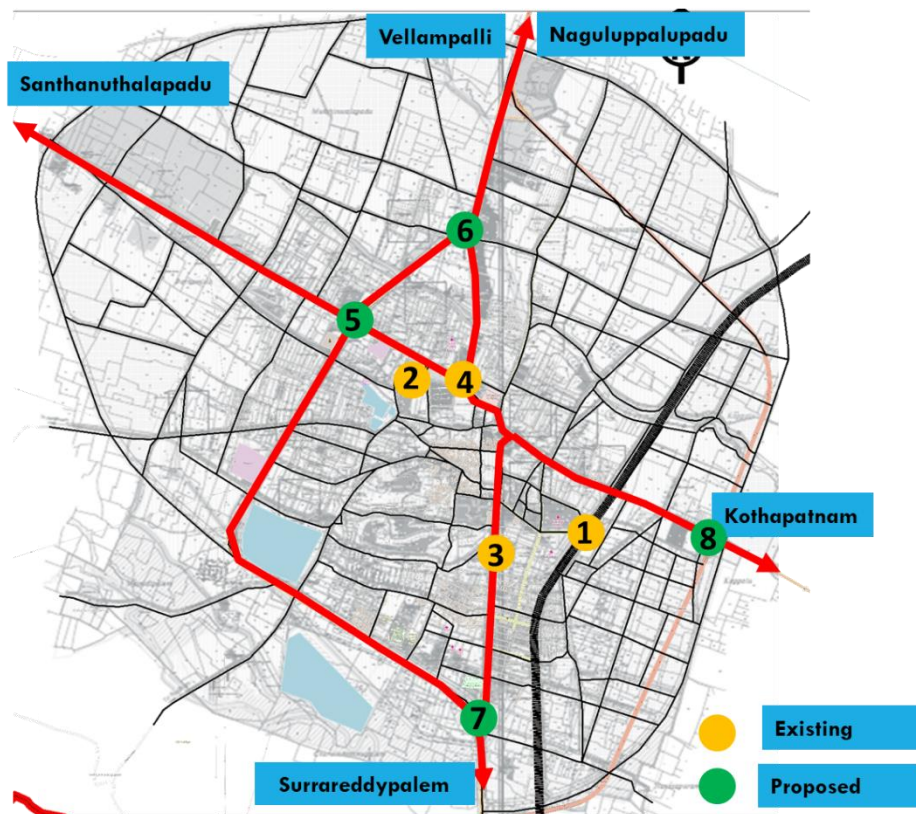 Vellampalli
Naguluppalupadu
N
Santhanuthalapadu
6
5
2
4
1
3
8
Kothapatnam
7
Existing
Surrareddypalem
Proposed